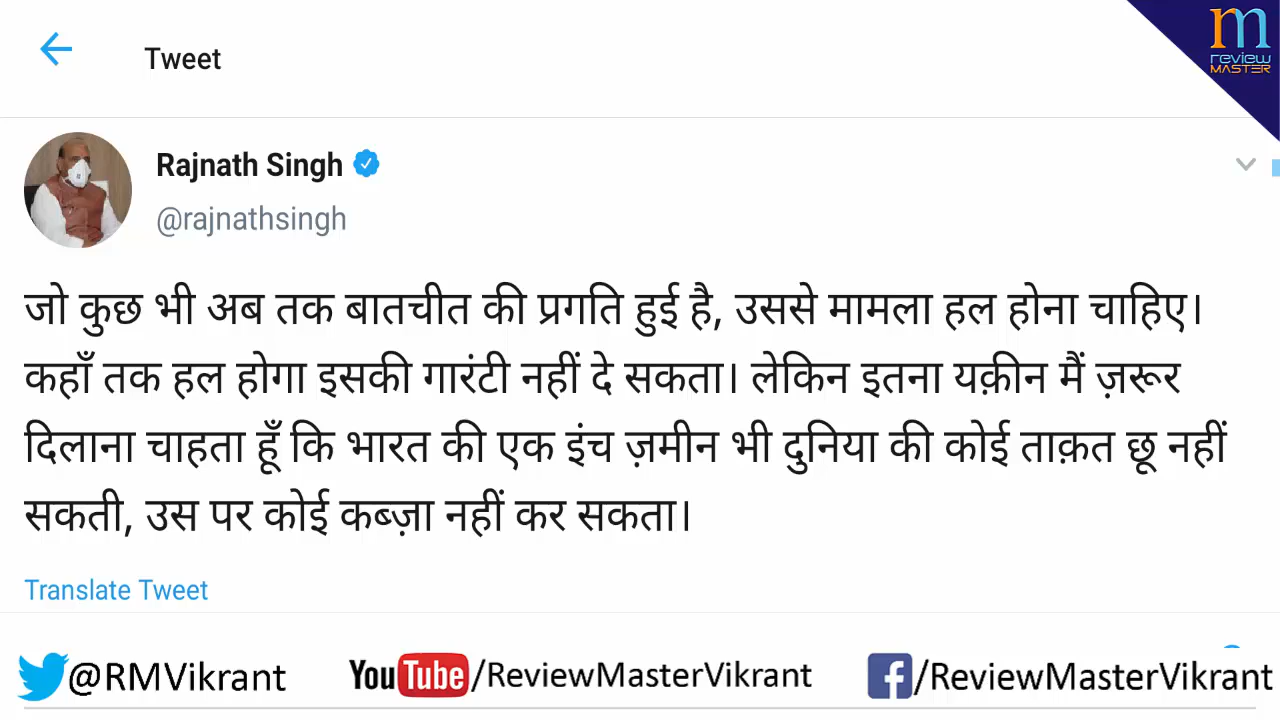 Tweet
m
review
MASTER
Rajnath Singh
@rajnathsingh
जो कुछ भी अब तक बातचीत की प्रगति हुई है, उससे मामला हल होना चाहिए।
कहाँ तक हल होगा इसकी गारंटी नहीं दे सकता। लेकिन इतना यक़ीन मैं ज़रूर
दिलाना चाहता हूँ कि भारत की एक इंच ज़मीन भी दुनिया की कोई ताक़त छू नहीं
सकती, उस पर कोई कब्ज़ा नहीं कर सकता।
Translate Tweet
@RMVikrant YouTube/ReviewMasterVikrant f/ReviewMasterVikrant